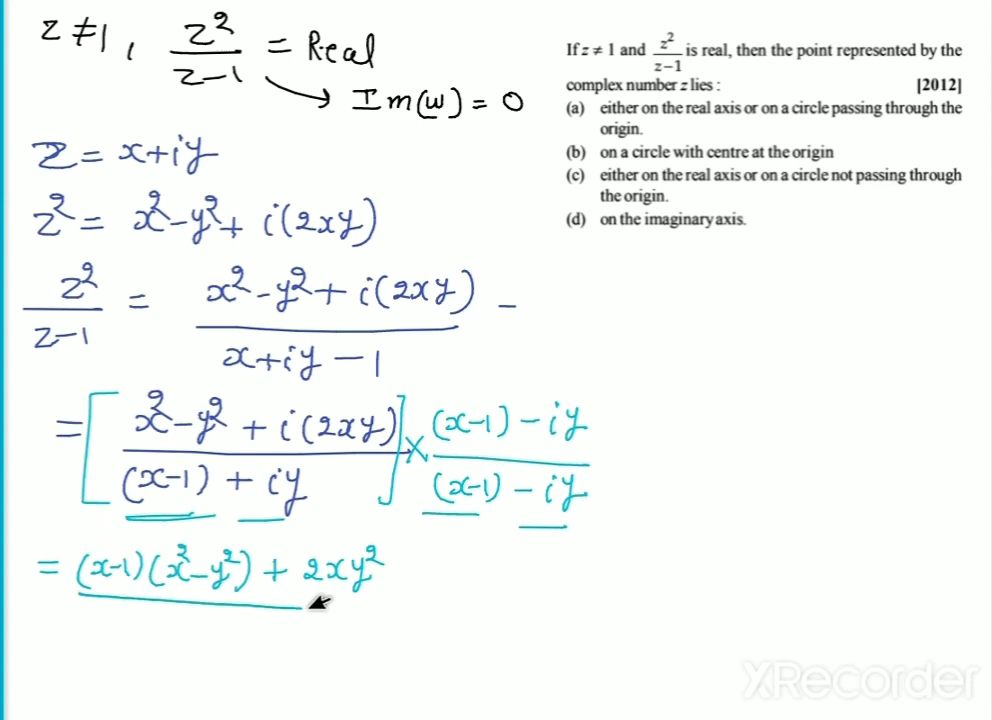 z ≠ 1, z²/(z-1) = Real
→ Im(w) = 0
z = x+iy
z² = x²-y²+ i(2xy)
z²/(z-1) = (x²-y²+i(2xy))/(x+iy-1) -
= [(x²-y²+i(2xy))/((x-1)+iy)] × ((x-1)-iy)/((x-1)-iy)
= (x-1)(x²-y²) + 2xy²
If z ≠ 1 and z²/(z-1) is real, then the point represented by the
complex number z lies : [2012]
(a) either on the real axis or on a circle passing through the
origin.
(b) on a circle with centre at the origin
(c) either on the real axis or on a circle not passing through
the origin.
(d) on the imaginary axis.
XRecorder